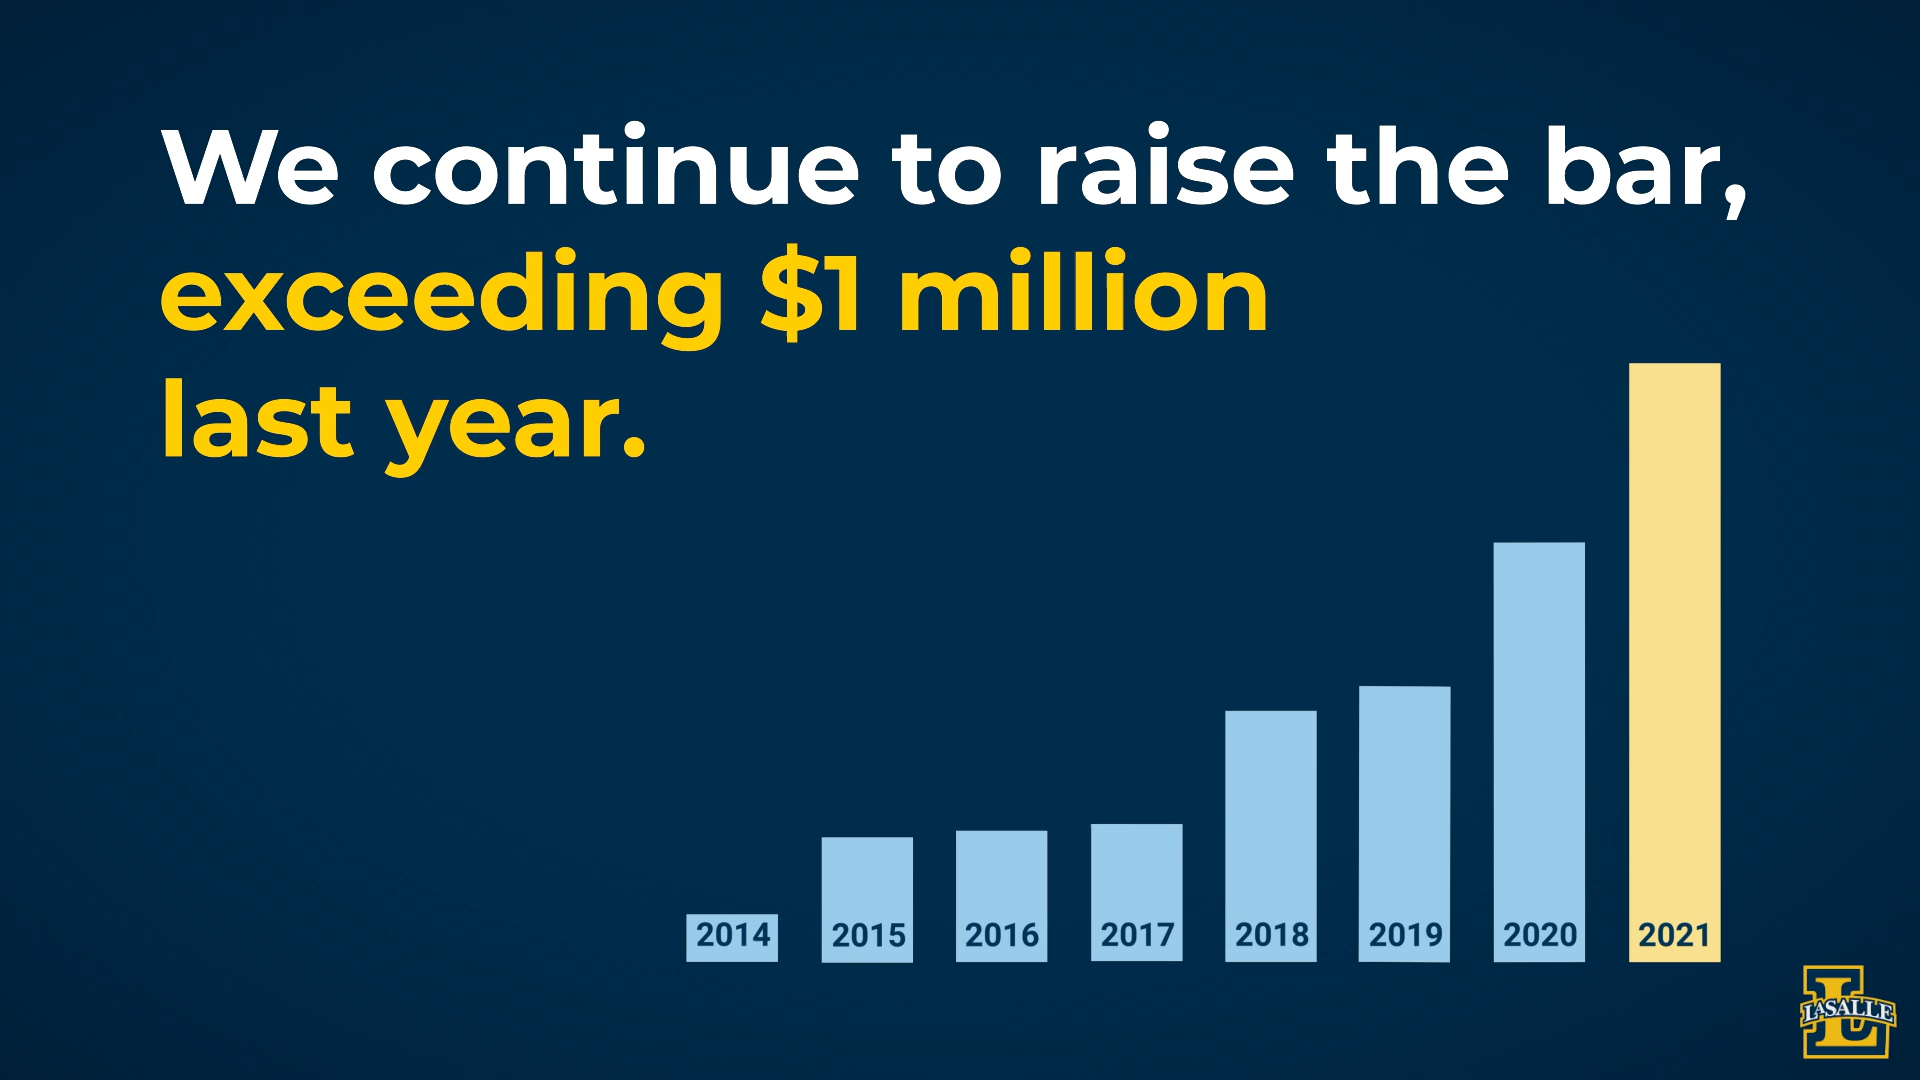 We continue to raise the bar,
exceeding $1 million
last year.
2014 2015 2016 2017 2018 2019 2020 2021
L
LASALLE